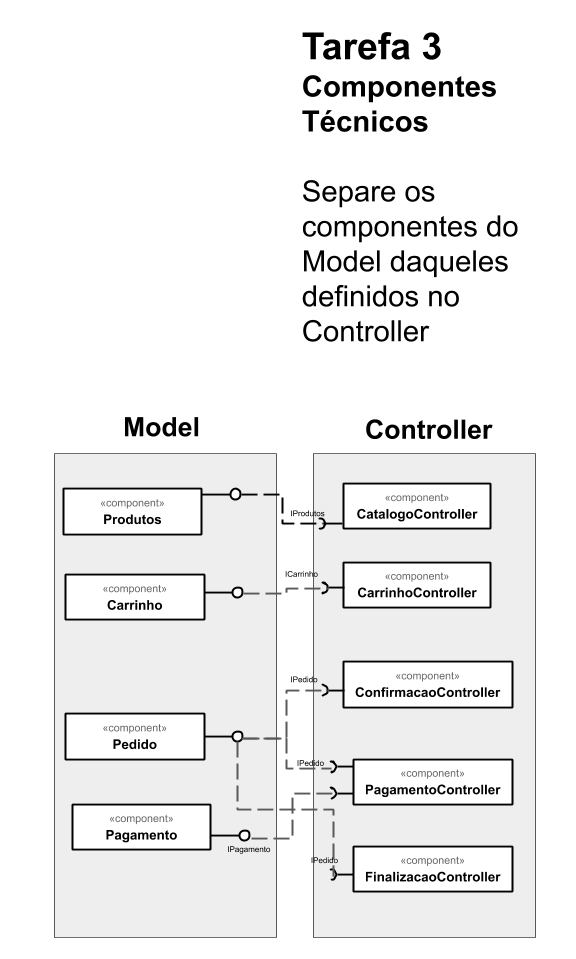 Tarefa 3
Componentes
Técnicos
Separe os
componentes do
Model daqueles
definidos no
Controller
Model
Controller
«component»
Produtos
IProdutos
«component»
CatalogoController
«component»
Carrinho
ICarrinho
«component»
CarrinhoController
IPedido
«component»
ConfirmacaoController
«component»
Pedido
IPedido
«component»
PagamentoController
«component»
Pagamento
IPagamento
IPedido
«component»
FinalizacaoController